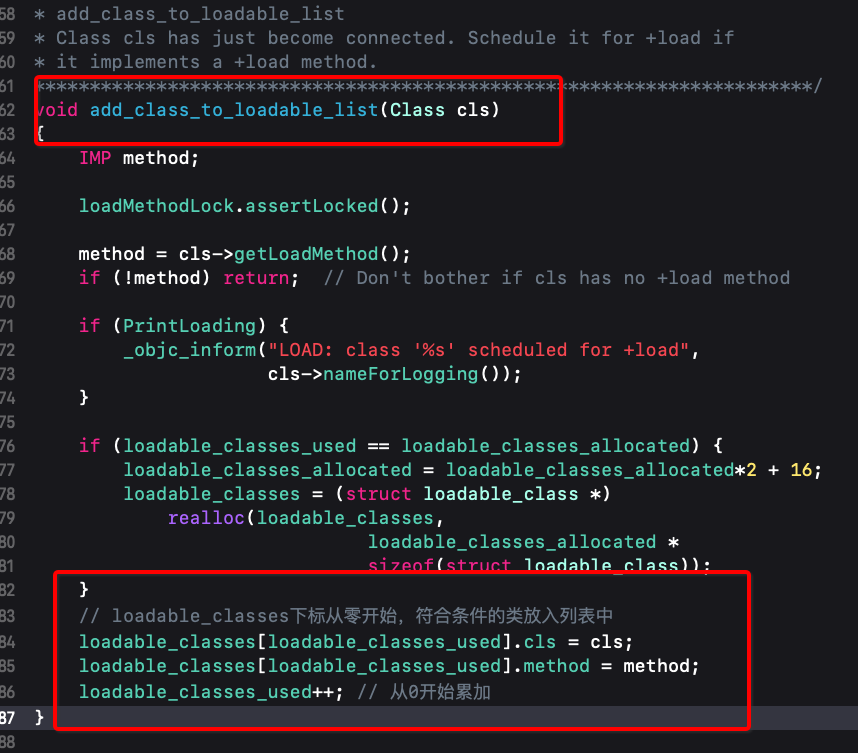 58 * add_class_to_loadable_list
59 * Class cls has just become connected. Schedule it for +load if
60 * it implements a +load method.
61 **********************************************************************/
62 void add_class_to_loadable_list(Class cls)
63 {
64     IMP method;
65
66     loadMethodLock.assertLocked();
67
68     method = cls->getLoadMethod();
69     if (!method) return;  // Don't bother if cls has no +load method
70
71     if (PrintLoading) {
72         _objc_inform("LOAD: class '%s' scheduled for +load",
73                      cls->nameForLogging());
74     }
75
76     if (loadable_classes_used == loadable_classes_allocated) {
77         loadable_classes_allocated = loadable_classes_allocated*2 + 16;
78         loadable_classes = (struct loadable_class *)
79             realloc(loadable_classes,
80                               loadable_classes_allocated *
81                               sizeof(struct loadable_class));
82     }
83     // loadable_classes下标从零开始，符合条件的类放入列表中
84     loadable_classes[loadable_classes_used].cls = cls;
85     loadable_classes[loadable_classes_used].method = method;
86     loadable_classes_used++; // 从0开始累加
87 }
88